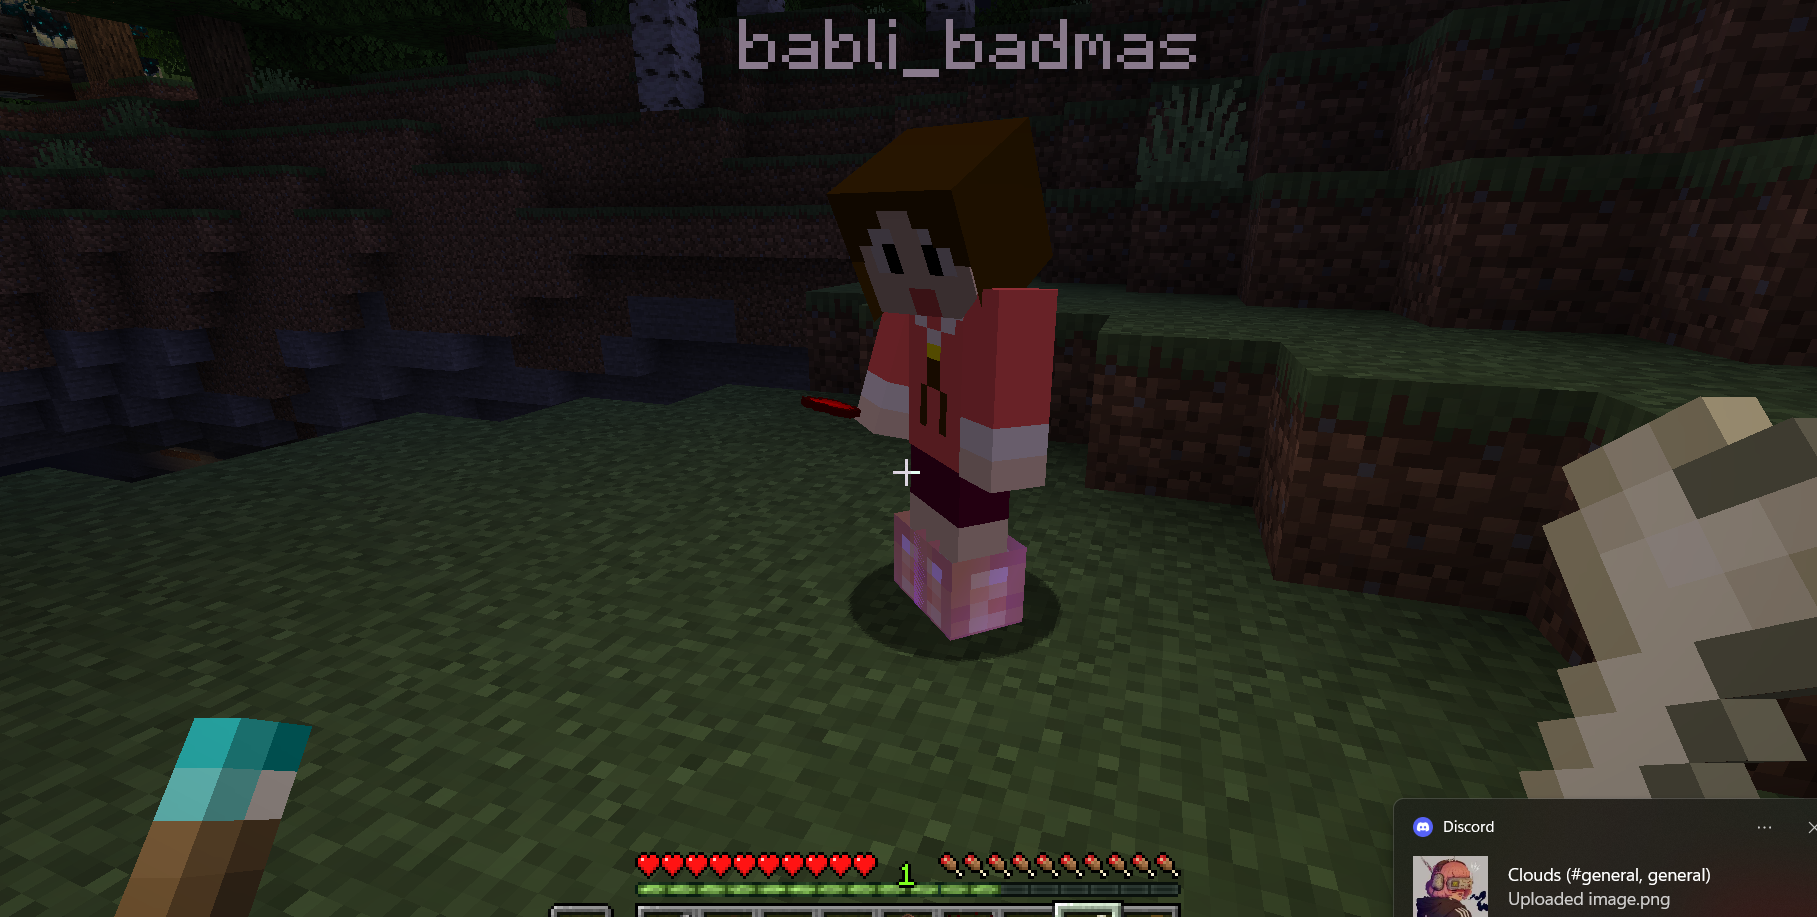 babli_badmas
1
Discord
Clouds (#general, general)
Uploaded image.png